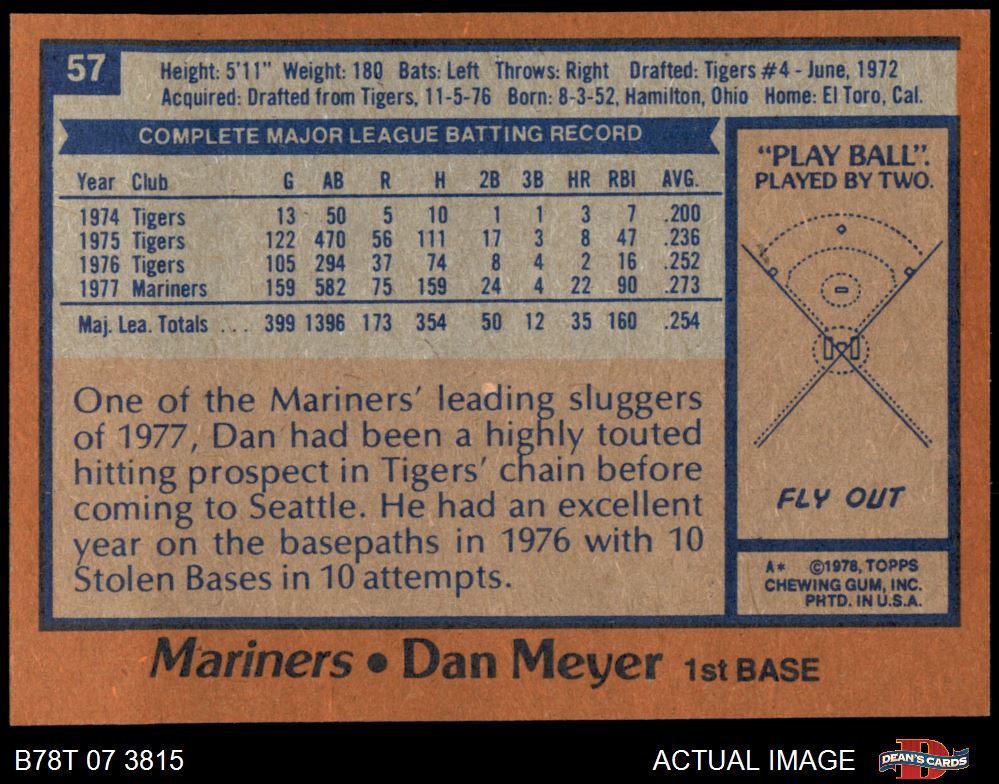 57
Height: 5'11" Weight: 180 Bats: Left Throws: Right Drafted: Tigers #4 - June, 1972
Acquired: Drafted from Tigers, 11-5-76 Born: 8-3-52, Hamilton, Ohio Home: El Toro, Cal.
COMPLETE MAJOR LEAGUE BATTING RECORD
Year Club G AB R H 2B 3B HR RBI AVG.
1974 Tigers 13 50 5 10 1 1 3 7 .200
1975 Tigers 122 470 56 111 17 3 8 47 .236
1976 Tigers 105 294 37 74 8 4 2 16 .252
1977 Mariners 159 582 75 159 24 4 22 90 .273
Maj. Lea. Totals ... 399 1396 173 354 50 12 35 160 .254
One of the Mariners' leading sluggers
of 1977, Dan had been a highly touted
hitting prospect in Tigers' chain before
coming to Seattle. He had an excellent
year on the basepaths in 1976 with 10
Stolen Bases in 10 attempts.
"PLAY BALL".
PLAYED BY TWO.
FLY OUT
A* ©1978, TOPPS
CHEWING GUM, INC.
PRTD. IN U.S.A.
Mariners • Dan Meyer 1st BASE
B78T 07 3815
ACTUAL IMAGE
DEAN'S CARDS